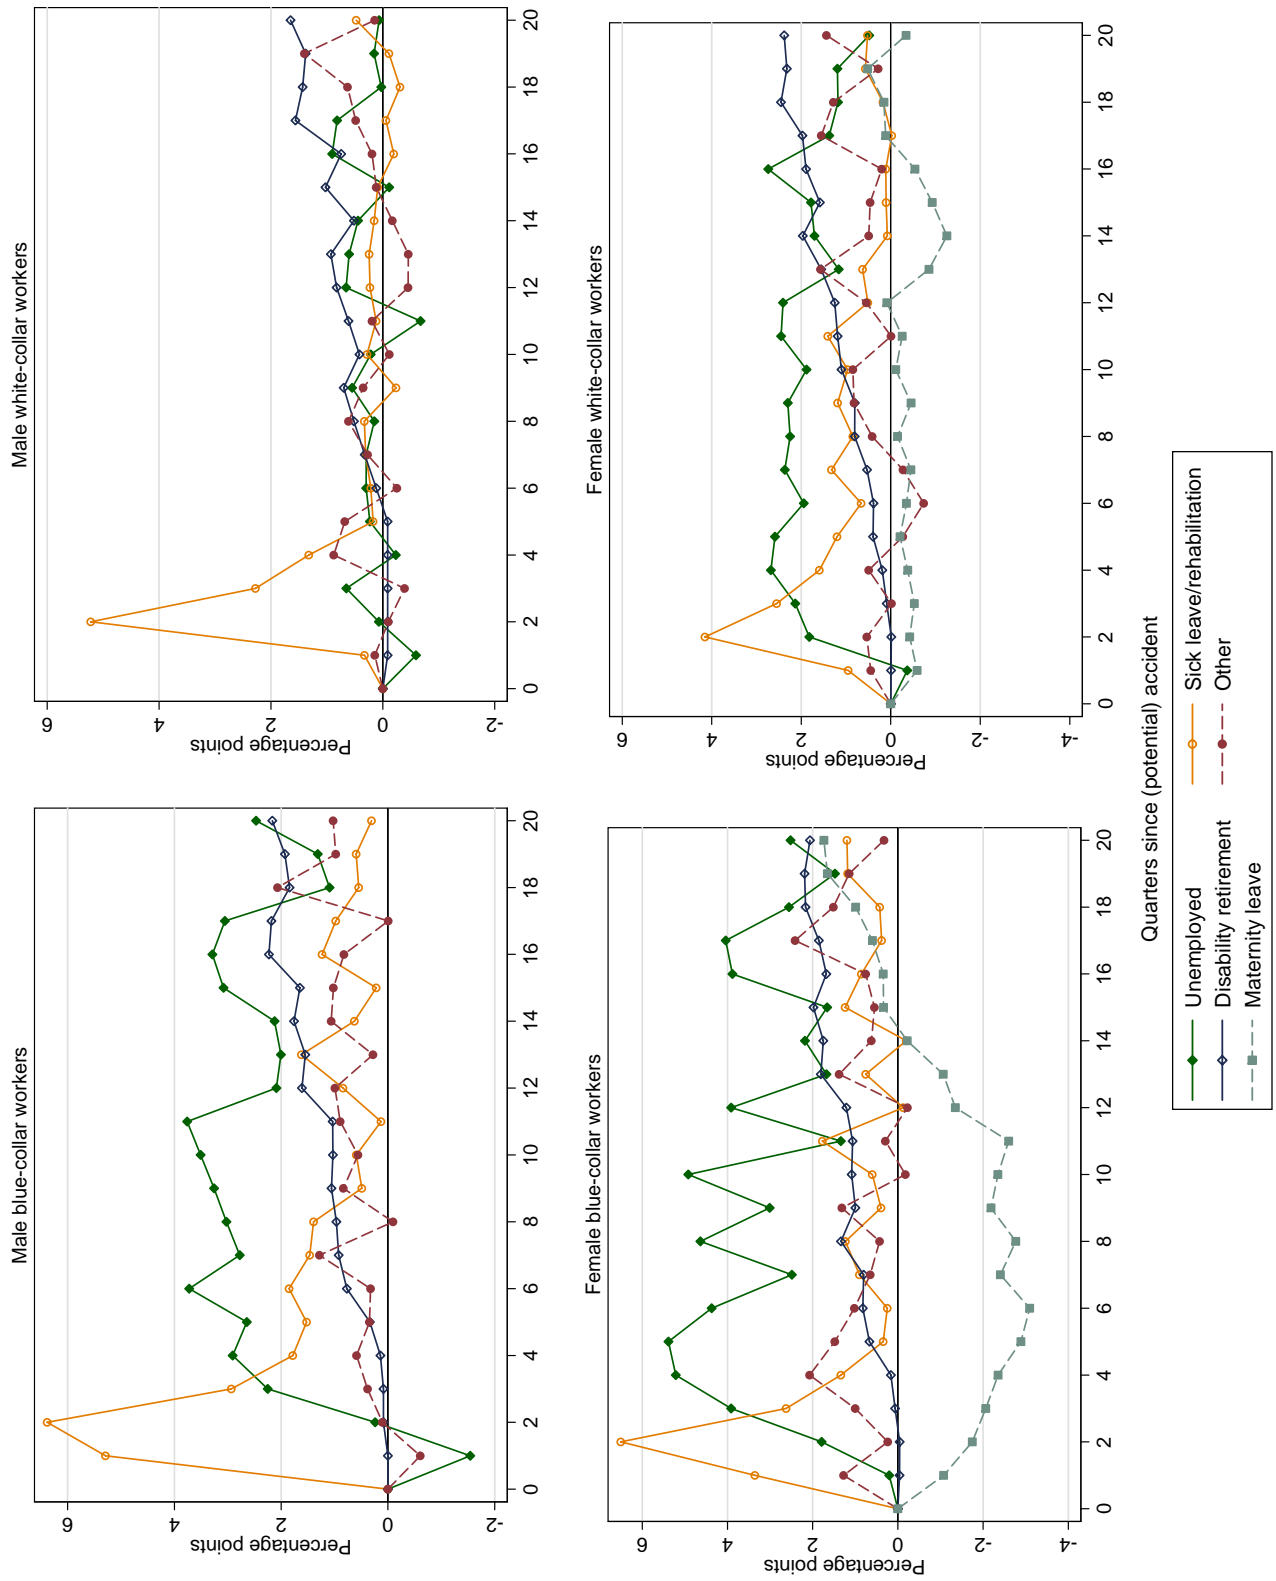 Male blue-collar workers
Percentage points
-2 0 2 4 6
0 2 4 6 8 10 12 14 16 18 20
Male white-collar workers
Percentage points
-2 0 2 4 6
0 2 4 6 8 10 12 14 16 18 20
Female blue-collar workers
Percentage points
-4 -2 0 2 4 6
0 2 4 6 8 10 12 14 16 18 20
Female white-collar workers
Percentage points
-4 -2 0 2 4 6
0 2 4 6 8 10 12 14 16 18 20
Quarters since (potential) accident
Unemployed Sick leave/rehabilitation
Disability retirement Other
Maternity leave